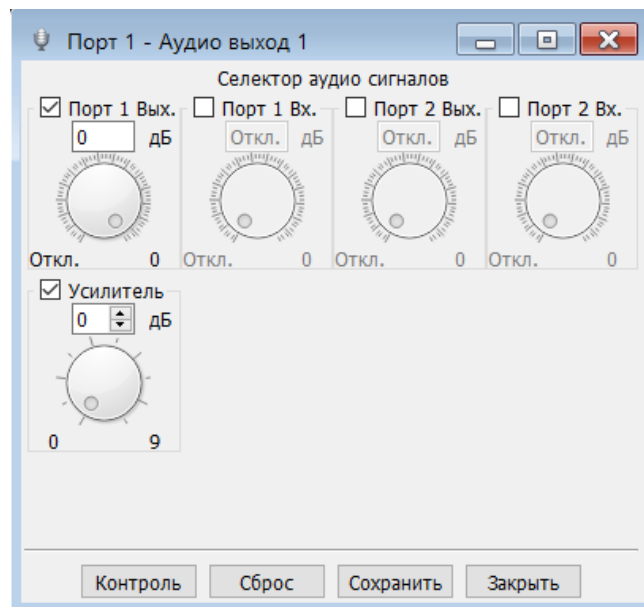 Порт 1 - Аудио выход 1
Селектор аудио сигналов
Порт 1 Вых. Порт 1 Вх. Порт 2 Вых. Порт 2 Вх.
0 дБ Откл. дБ Откл. дБ Откл. дБ
Откл. 0 Откл. 0 Откл. 0 Откл. 0
Усилитель
0 дБ
0 9
Контроль Сброс Сохранить Закрыть